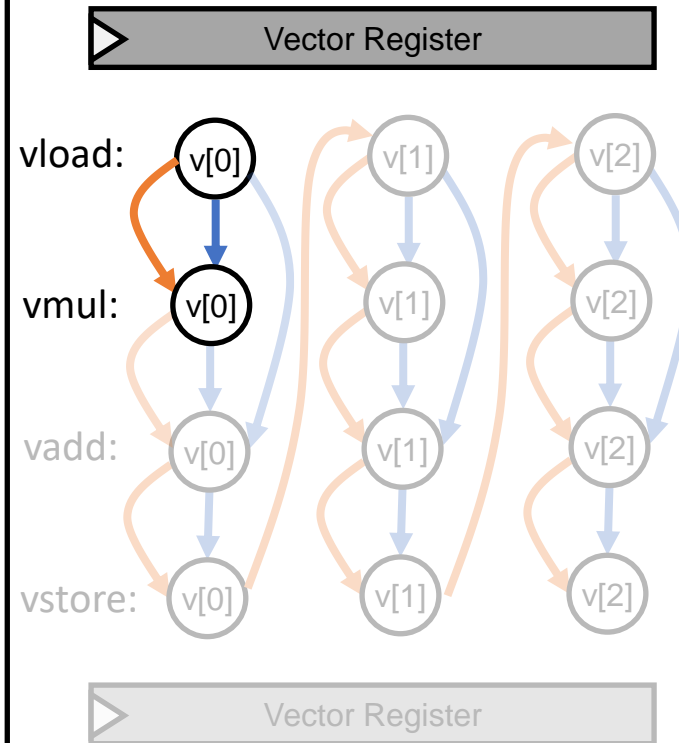 Vector Register
vload: v[0] v[1] v[2]
vmul: v[0] v[1] v[2]
vadd: v[0] v[1] v[2]
vstore: v[0] v[1] v[2]
Vector Register